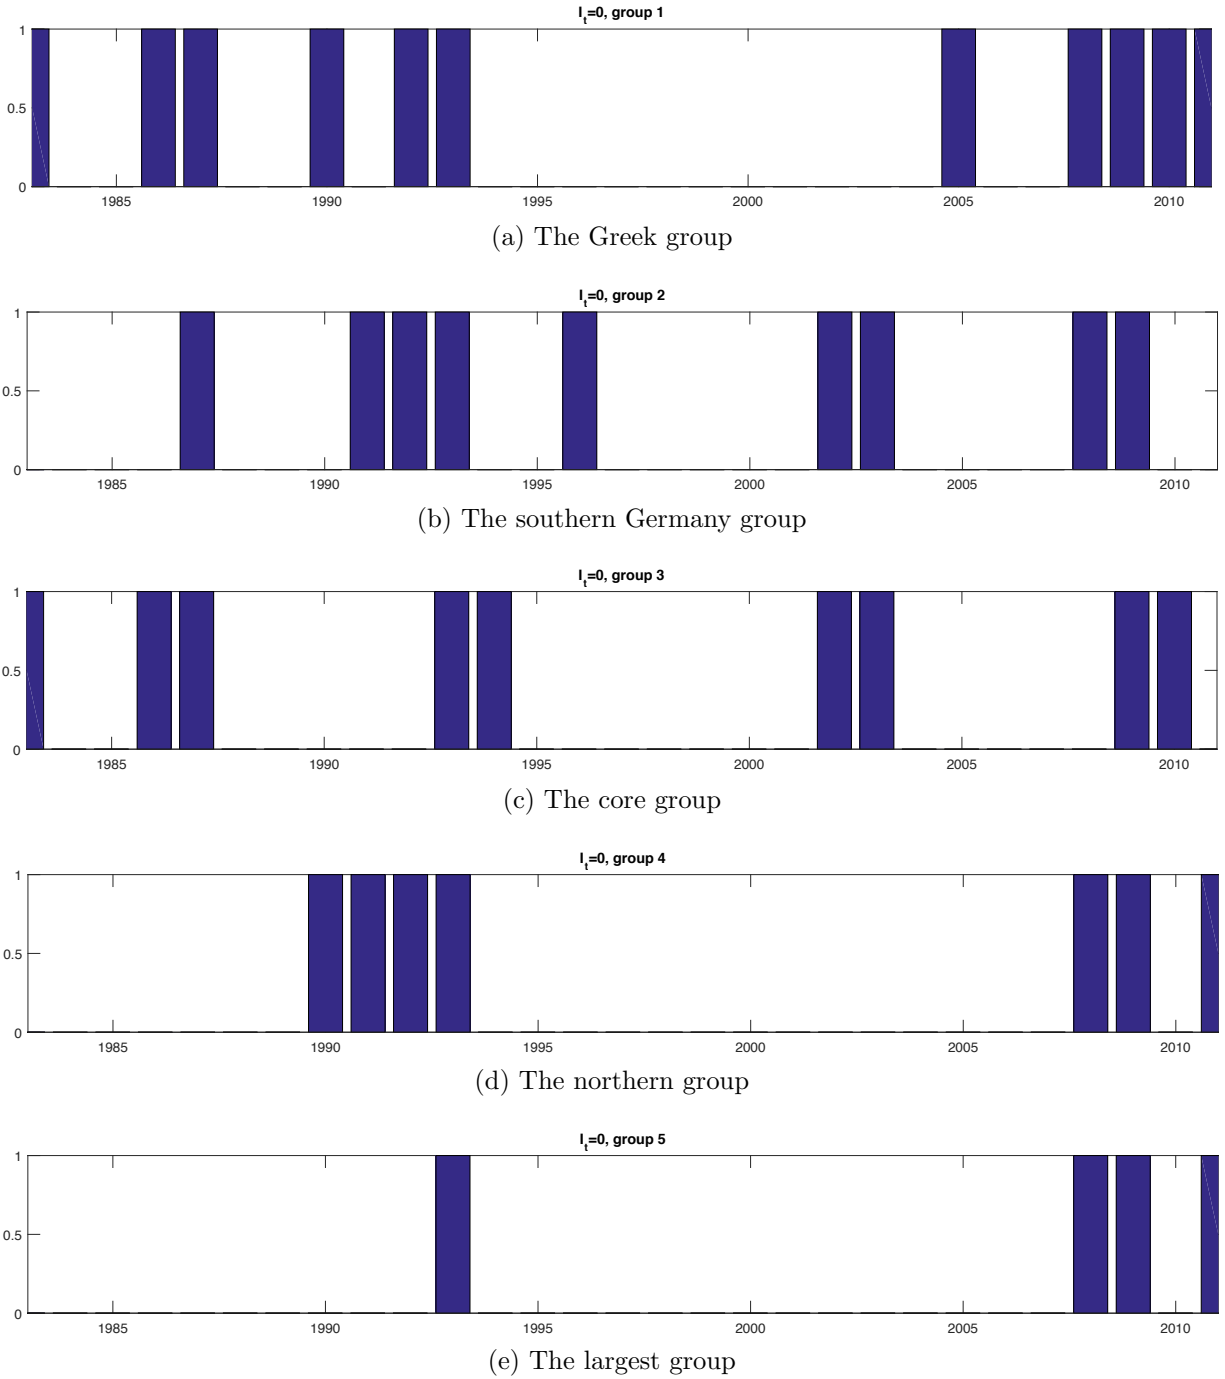 I_t=0, group 1
1
0.5
0
1985 1990 1995 2000 2005 2010
(a) The Greek group
I_t=0, group 2
1
0.5
0
1985 1990 1995 2000 2005 2010
(b) The southern Germany group
I_t=0, group 3
1
0.5
0
1985 1990 1995 2000 2005 2010
(c) The core group
I_t=0, group 4
1
0.5
0
1985 1990 1995 2000 2005 2010
(d) The northern group
I_t=0, group 5
1
0.5
0
1985 1990 1995 2000 2005 2010
(e) The largest group